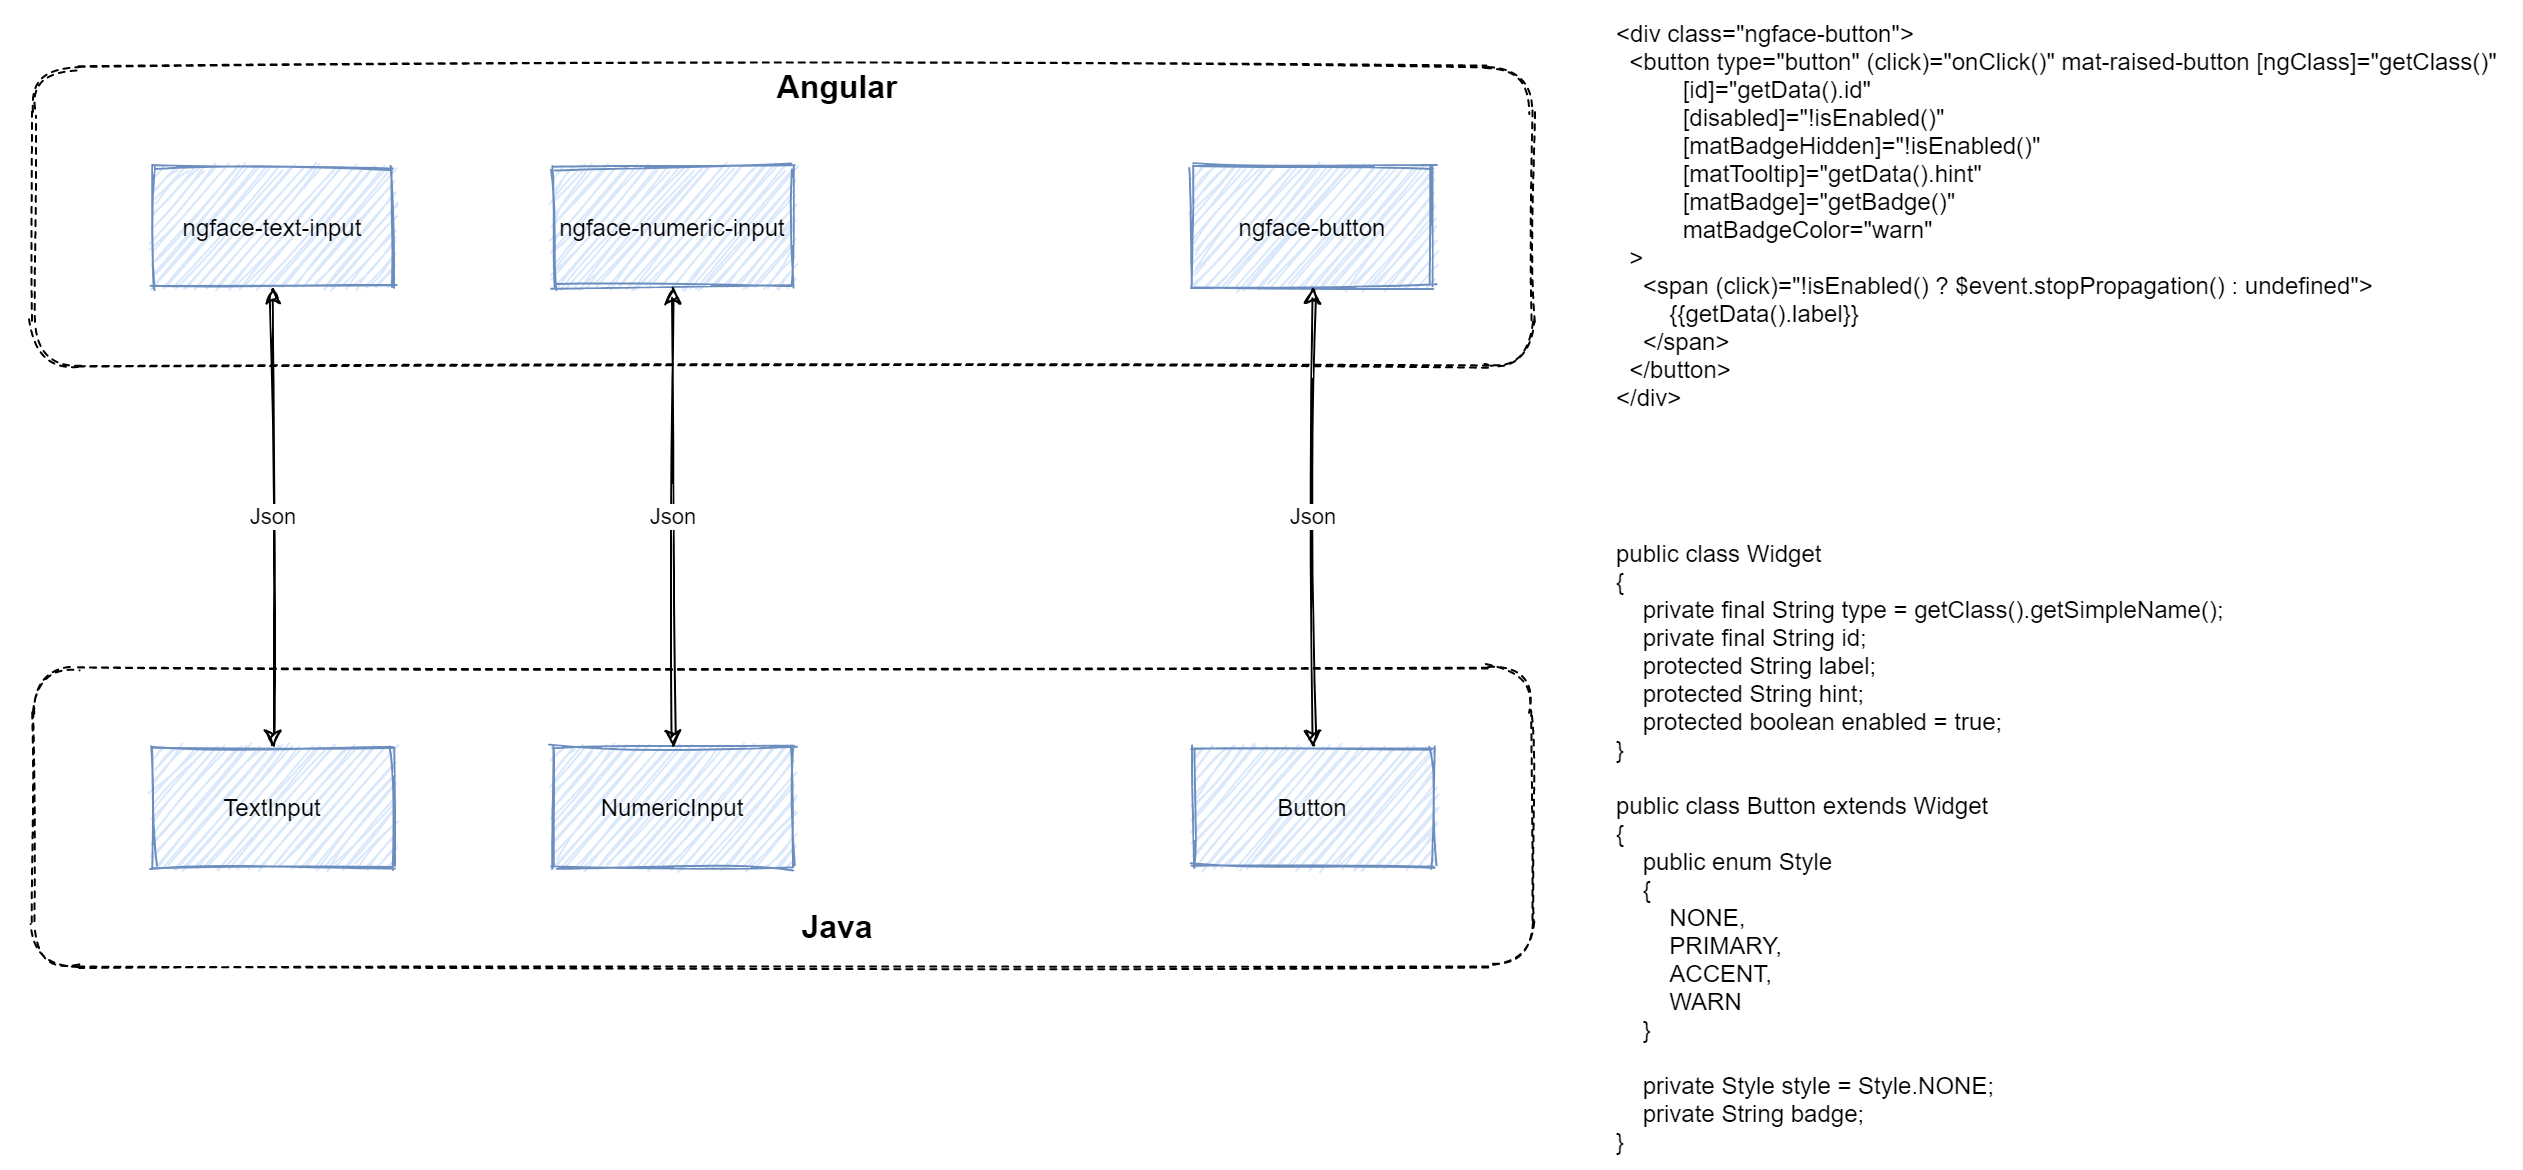 Angular
ngface-text-input
ngface-numeric-input
ngface-button
Json
Json
Json
TextInput
NumericInput
Button
Java
<div class="ngface-button">
<button type="button" (click)="onClick()" mat-raised-button [ngClass]="getClass()"
[id]="getData().id"
[disabled]="!isEnabled()"
[matBadgeHidden]="!isEnabled()"
[matTooltip]="getData().hint"
[matBadge]="getBadge()"
matBadgeColor="warn"
>
<span (click)="!isEnabled() ? $event.stopPropagation() : undefined">
{{getData().label}}
</span>
</button>
</div>
public class Widget
{
private final String type = getClass().getSimpleName();
private final String id;
protected String label;
protected String hint;
protected boolean enabled = true;
}
public class Button extends Widget
{
public enum Style
{
NONE,
PRIMARY,
ACCENT,
WARN
}
private Style style = Style.NONE;
private String badge;
}